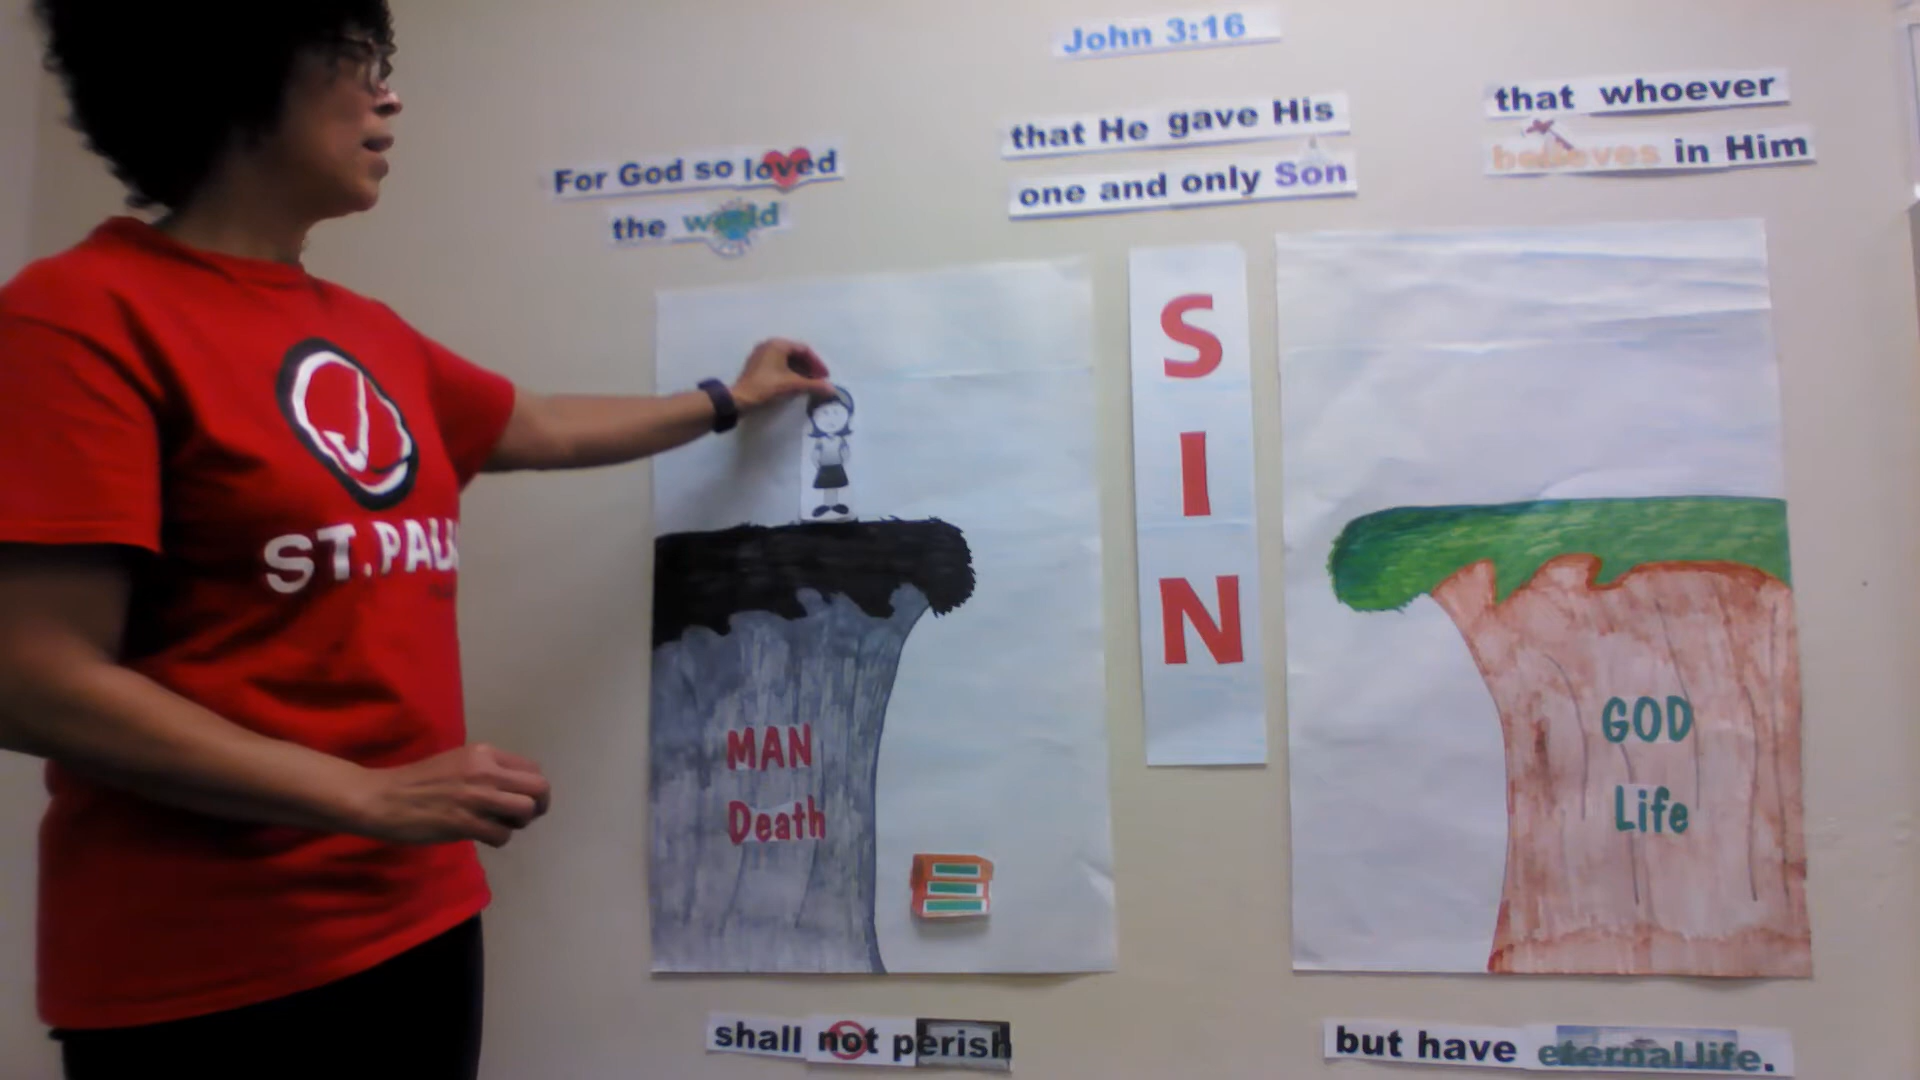 John 3:16
For God so loved
the world
that He gave His
one and only Son
that whoever
believes in Him
S
I
N
MAN
Death
GOD
Life
shall not perish
but have eternal life.
ST. PAUL